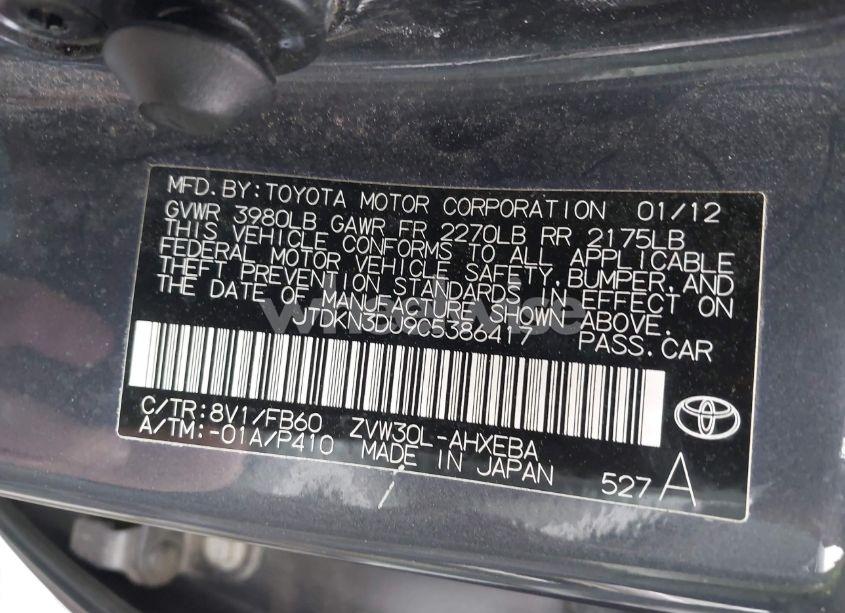 MFD. BY: TOYOTA MOTOR CORPORATION 01/12
GVWR 3980LB GAWR FR 2270LB RR 2175LB
THIS VEHICLE CONFORMS TO ALL APPLICABLE
FEDERAL MOTOR VEHICLE SAFETY, BUMPER, AND
THEFT PREVENTION STANDARDS IN EFFECT ON
THE DATE OF MANUFACTURE SHOWN ABOVE.
JTDKN3DU9C5386417 PASS. CAR
C/TR: 8V1/FB60 ZVW30L-AHXEBA
A/TM: -01A/P410 MADE IN JAPAN
527 A